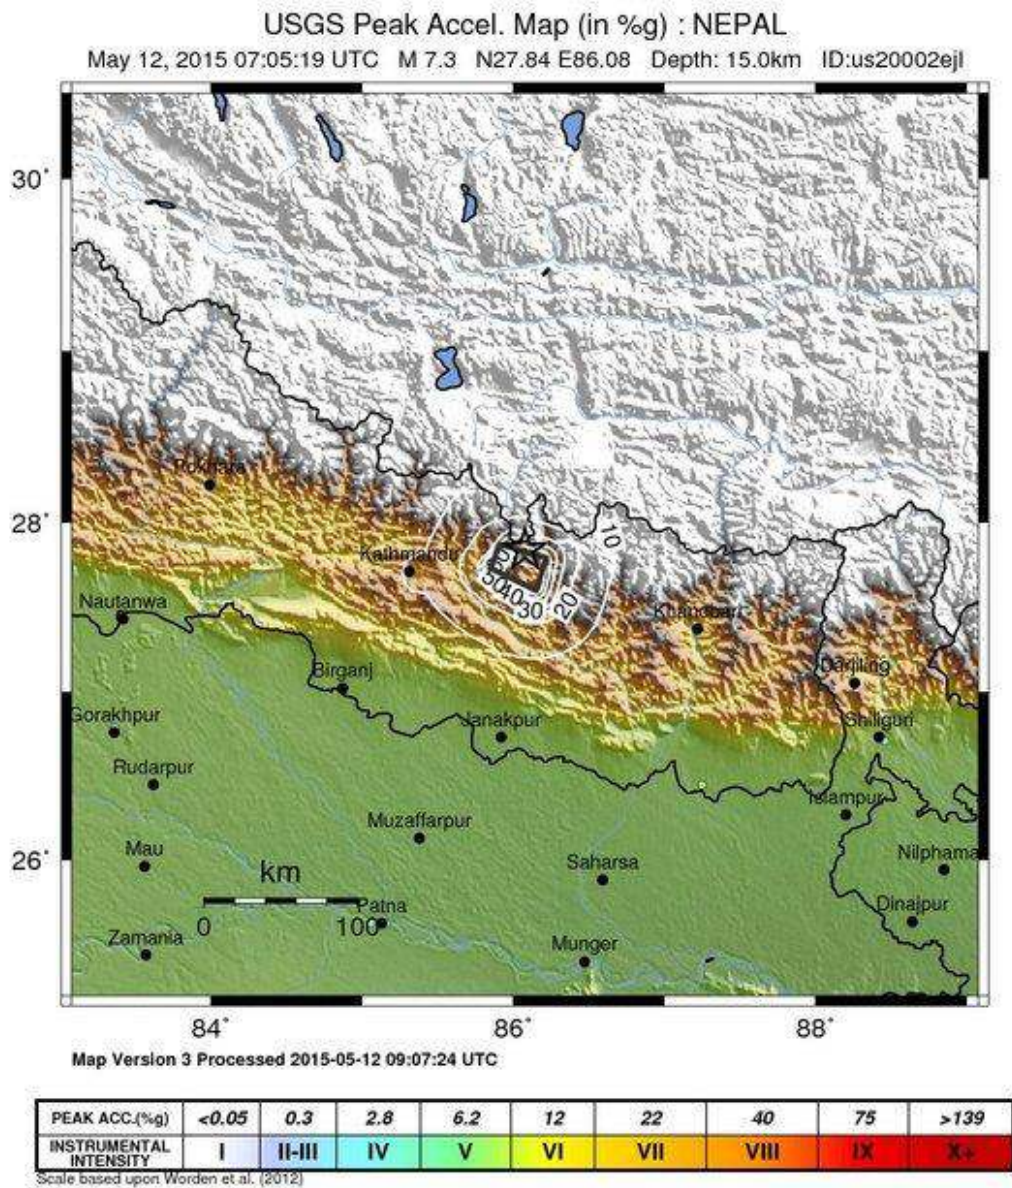 USGS Peak Accel. Map (in %g) : NEPAL
May 12, 2015 07:05:19 UTC M 7.3 N27.84 E86.08 Depth: 15.0km ID:us20002ejl
30°
Pokhara
28°
10
Kathmandu
50 40 30 20
Nautanwa
Khandbari
Birganj
Darjiling
Gorakhpur
Janakpur
Shiliguri
Rudarpur
Islampur
Muzaffarpur
Mau
Saharsa
Nilphama
26°
km
Patna
Dinajpur
0 100
Zamania
Munger
84° 86° 88°
Map Version 3 Processed 2015-05-12 09:07:24 UTC
PEAK ACC.(%g) <0.05 0.3 2.8 6.2 12 22 40 75 >139
INSTRUMENTAL INTENSITY I II-III IV V VI VII VIII IX X+
Scale based upon Worden et al. (2012)